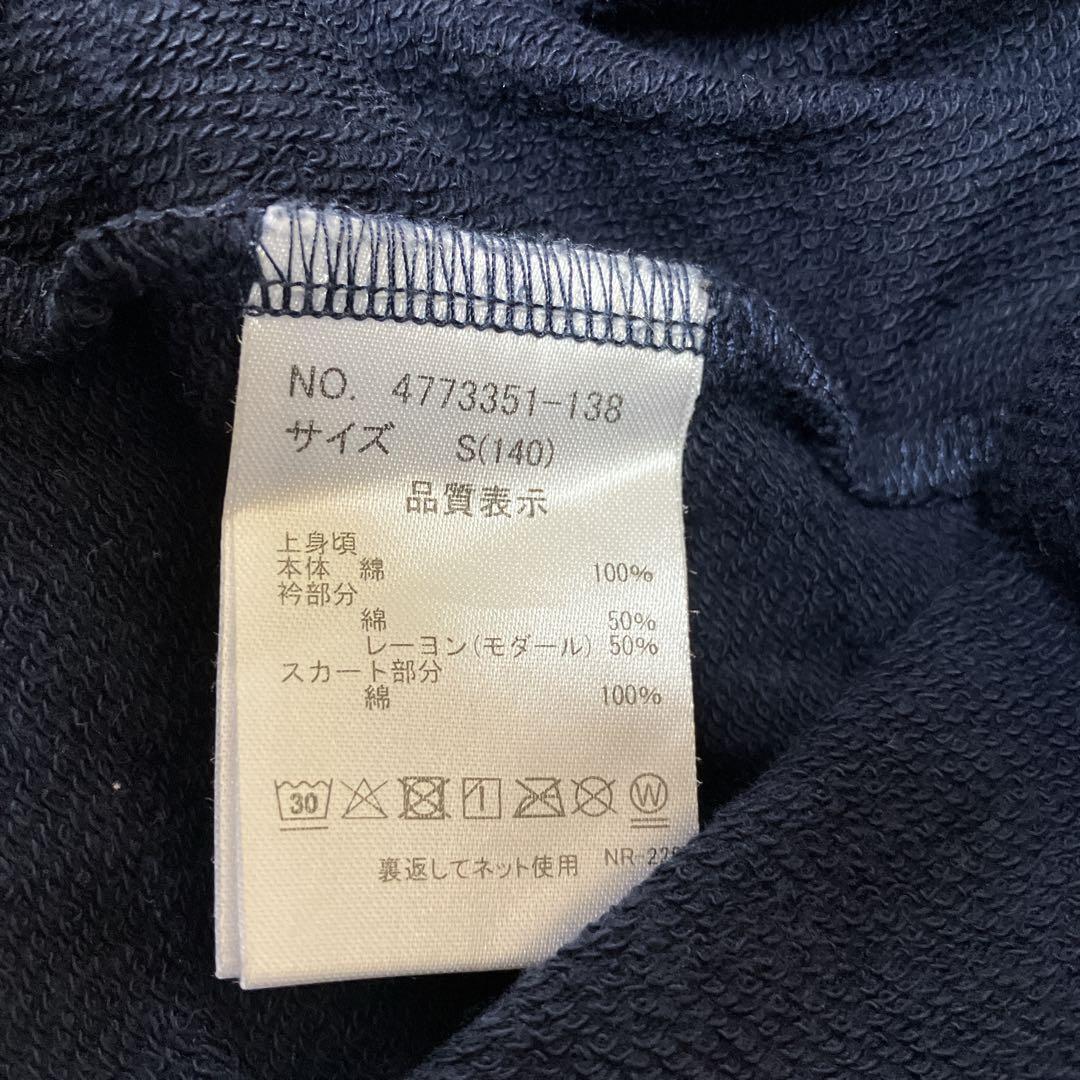 NO. 4773351-138
サイズ S(140)
品質表示
上身頃
本体 綿 100%
衿部分
綿 50%
レーヨン(モダール) 50%
スカート部分
綿 100%
30 W
裏返してネット使用 NR-22